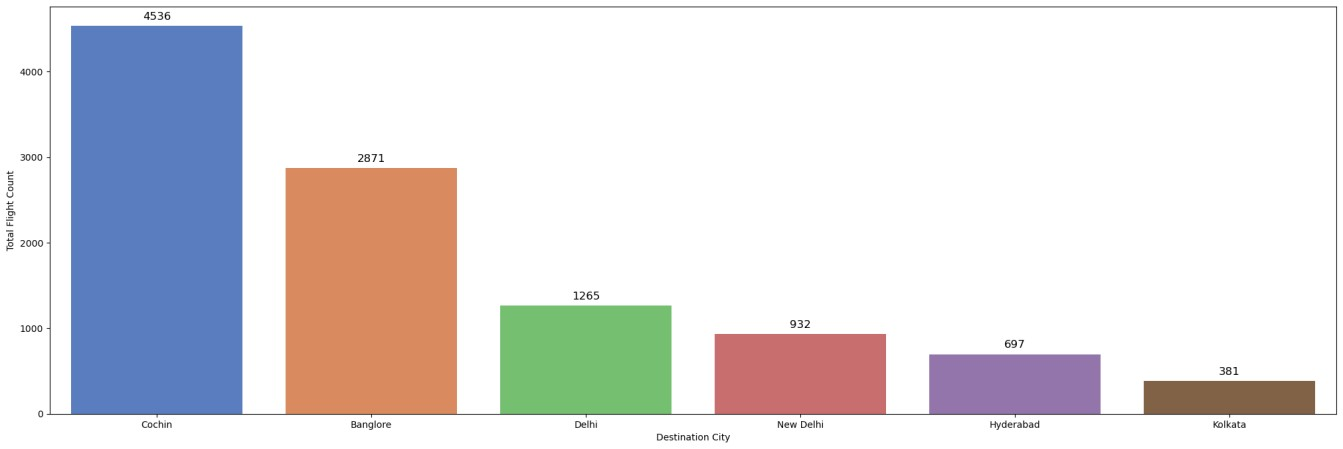 4536
2871
1265
932
697
381
4000
3000
2000
1000
0
Total Flight Count
Cochin
Banglore
Delhi
New Delhi
Hyderabad
Kolkata
Destination City